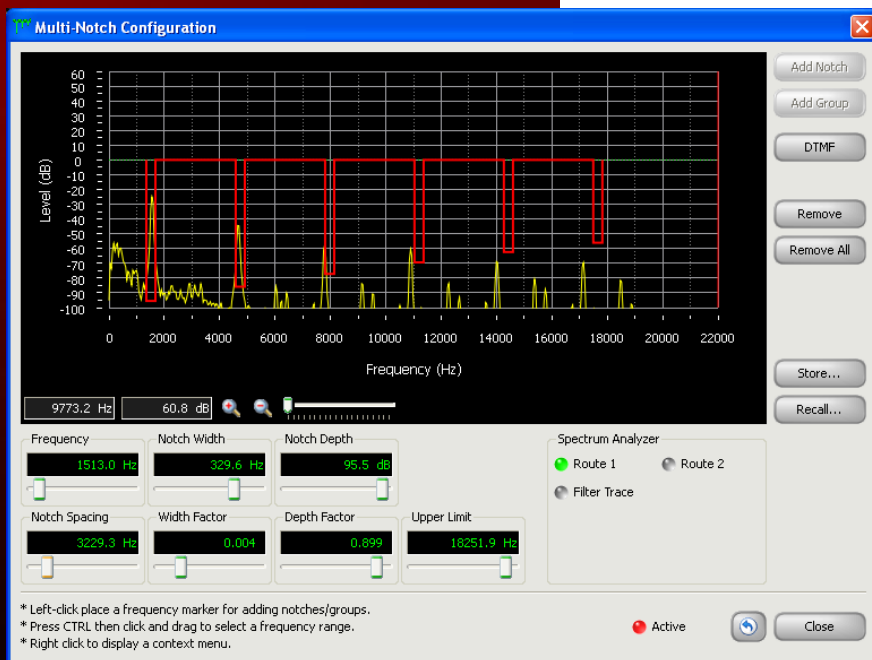 Multi-Notch Configuration
Add Notch
Add Group
DTMF
Remove
Remove All
Store...
Recall...
Level (dB)
60
50
40
30
20
10
0
-10
-20
-30
-40
-50
-60
-70
-80
-90
-100
0 2000 4000 6000 8000 10000 12000 14000 16000 18000 20000 22000
Frequency (Hz)
9773.2 Hz 60.8 dB
Frequency Notch Width Notch Depth
1513.0 Hz 329.6 Hz 95.5 dB
Notch Spacing Width Factor Depth Factor Upper Limit
3229.3 Hz 0.004 0.899 18251.9 Hz
Spectrum Analyzer
Route 1 Route 2
Filter Trace
* Left-click place a frequency marker for adding notches/groups.
* Press CTRL then click and drag to select a frequency range.
* Right click to display a context menu.
Active
Close